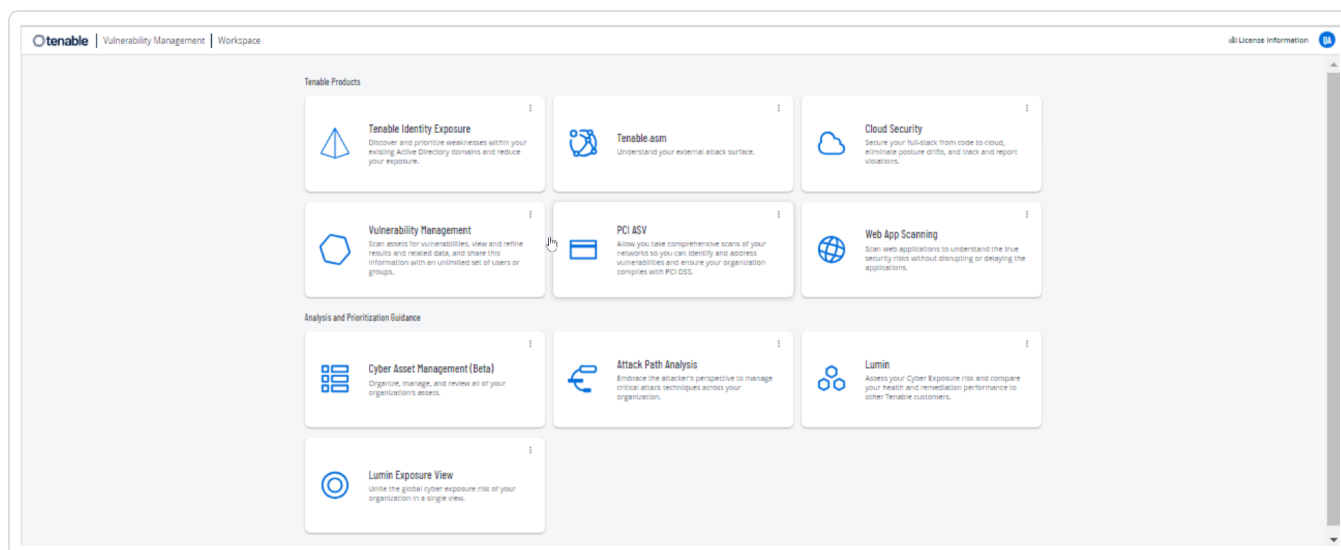 tenable | Vulnerability Management | Workspace
License Information
QA
Tenable Products
Tenable Identity Exposure
Discover and prioritize weaknesses within your
existing Active Directory domains and reduce
your exposure.
Tenable.asm
Understand your external attack surface.
Cloud Security
Secure your full-stack from code to cloud,
eliminate posture drifts, and track and report
violations.
Vulnerability Management
Scan assets for vulnerabilities, view and refine
results and related data, and share this
information with an unlimited set of users or
groups.
PCI ASV
Allow you take comprehensive scans of your
networks so you can identify and address
vulnerabilities and ensure your organization
complies with PCI DSS.
Web App Scanning
Scan web applications to understand the true
security risks without disrupting or delaying the
applications.
Analysis and Prioritization Guidance
Cyber Asset Management (Beta)
Organize, manage, and review all of your
organization's assets.
Attack Path Analysis
Embrace the attacker's perspective to manage
critical attack techniques across your
organization.
Lumin
Assess your Cyber Exposure risk and compare
your health and remediation performance to
other Tenable customers.
Lumin Exposure View
Unite the global cyber exposure risk of your
organization in a single view.